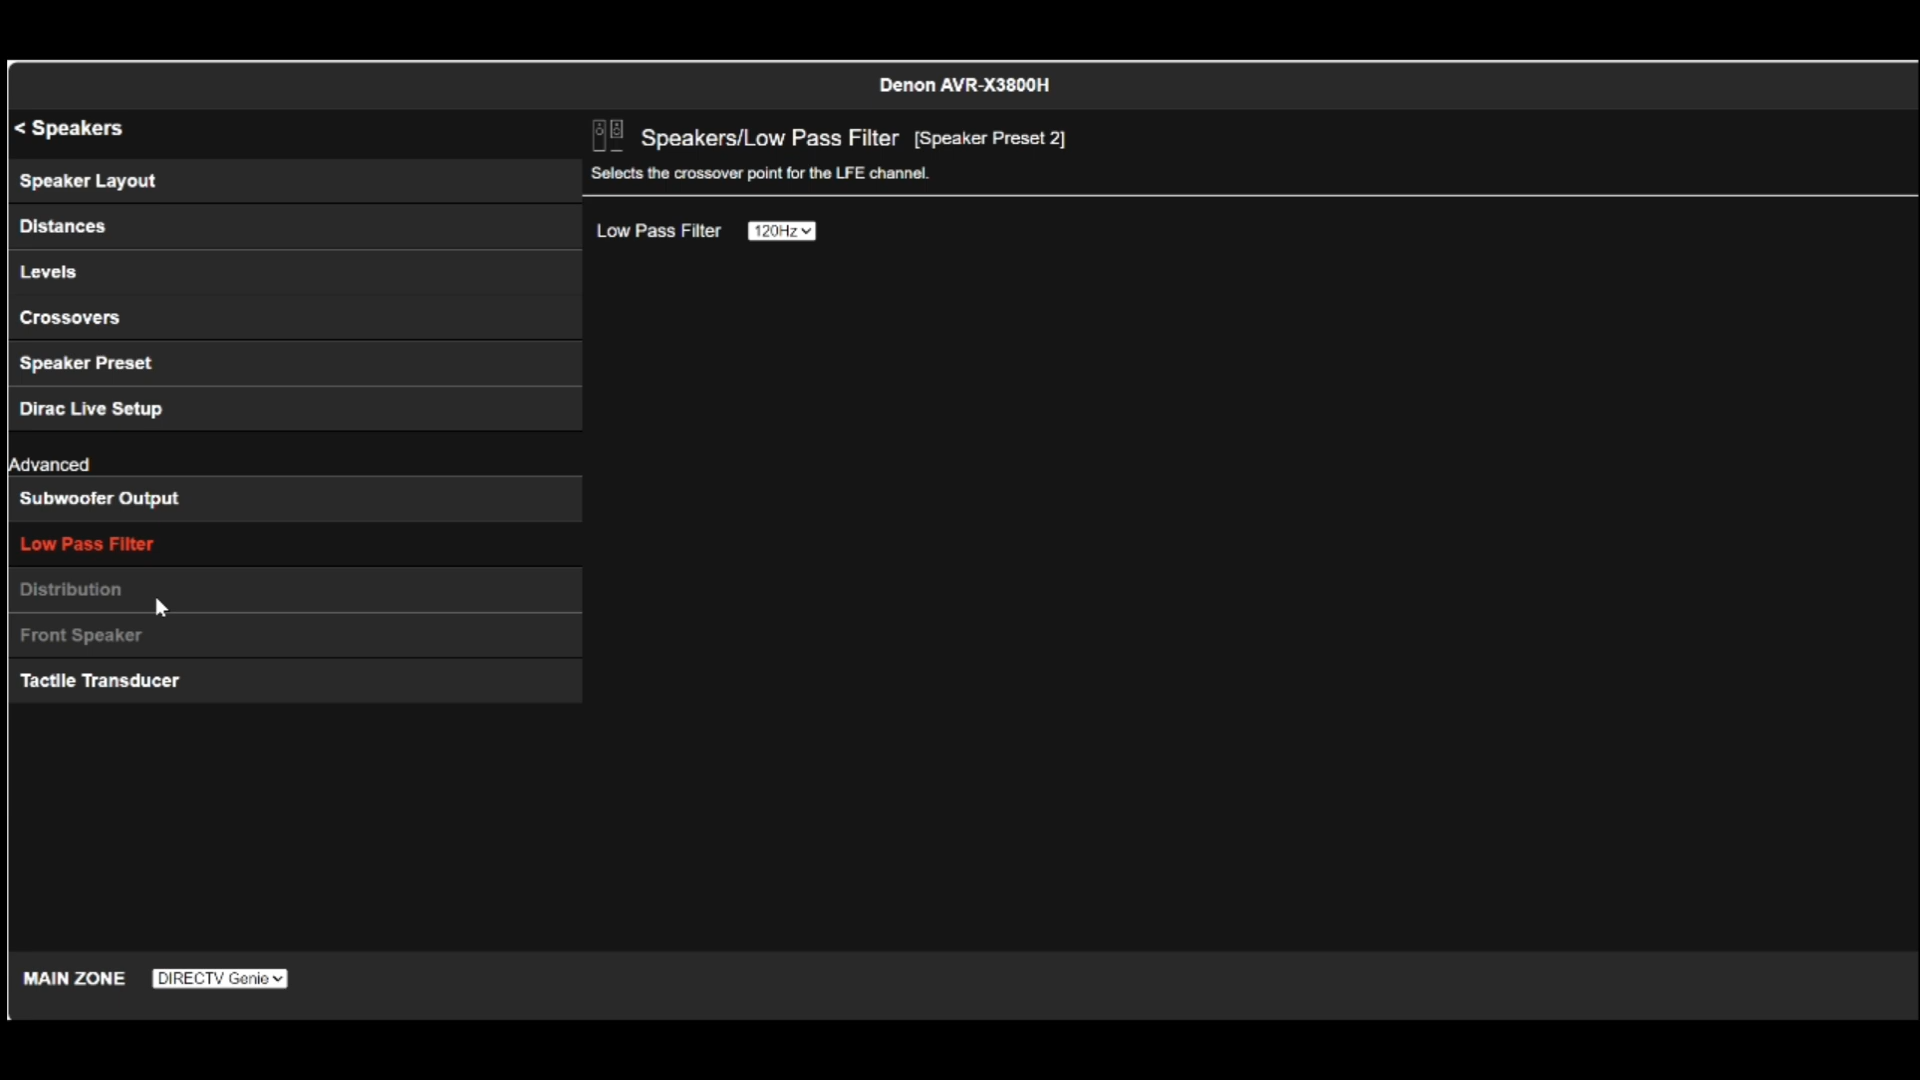 Denon AVR-X3800H
< Speakers
Speaker Layout
Distances
Levels
Crossovers
Speaker Preset
Dirac Live Setup
Advanced
Subwoofer Output
Low Pass Filter
Distribution
Front Speaker
Tactile Transducer
Speakers/Low Pass Filter [Speaker Preset 2]
Selects the crossover point for the LFE channel.
Low Pass Filter 120Hz
MAIN ZONE DIRECTV Genie